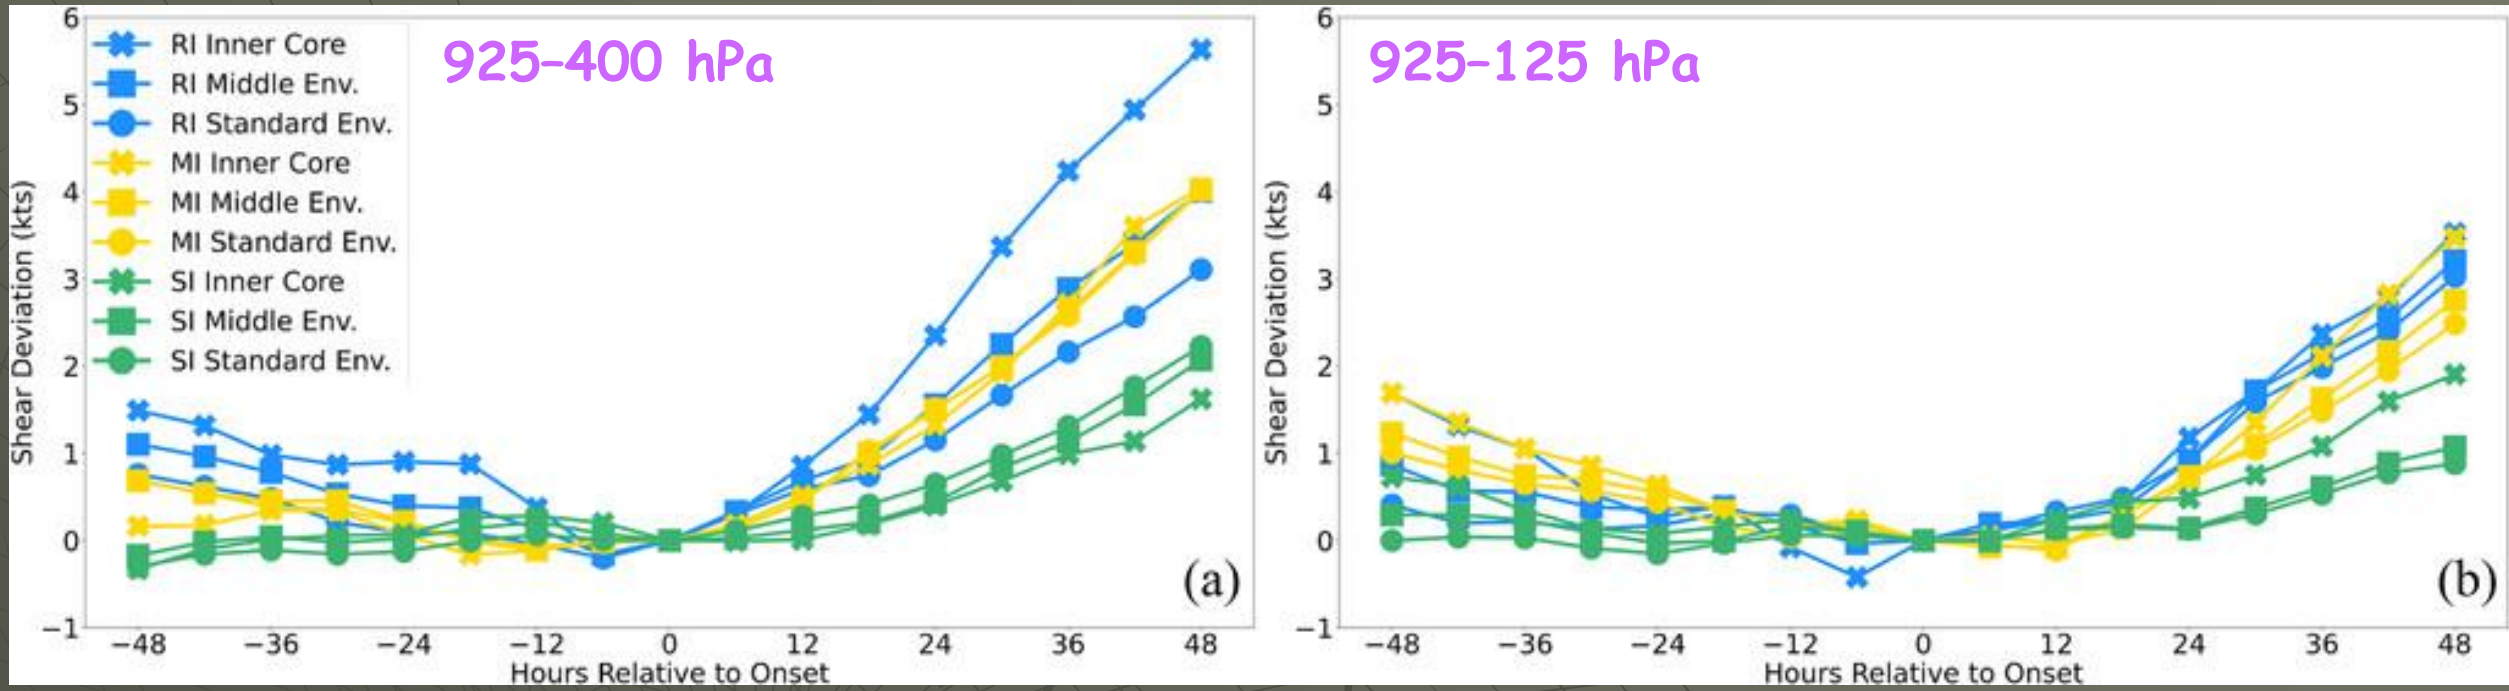 925–400 hPa
RI Inner Core
RI Middle Env.
RI Standard Env.
MI Inner Core
MI Middle Env.
MI Standard Env.
SI Inner Core
SI Middle Env.
SI Standard Env.
Shear Deviation (kts)
6
5
4
3
2
1
0
−1
(a)
−48 −36 −24 −12 0 12 24 36 48
Hours Relative to Onset
925–125 hPa
Shear Deviation (kts)
6
5
4
3
2
1
0
−1
(b)
−48 −36 −24 −12 0 12 24 36 48
Hours Relative to Onset